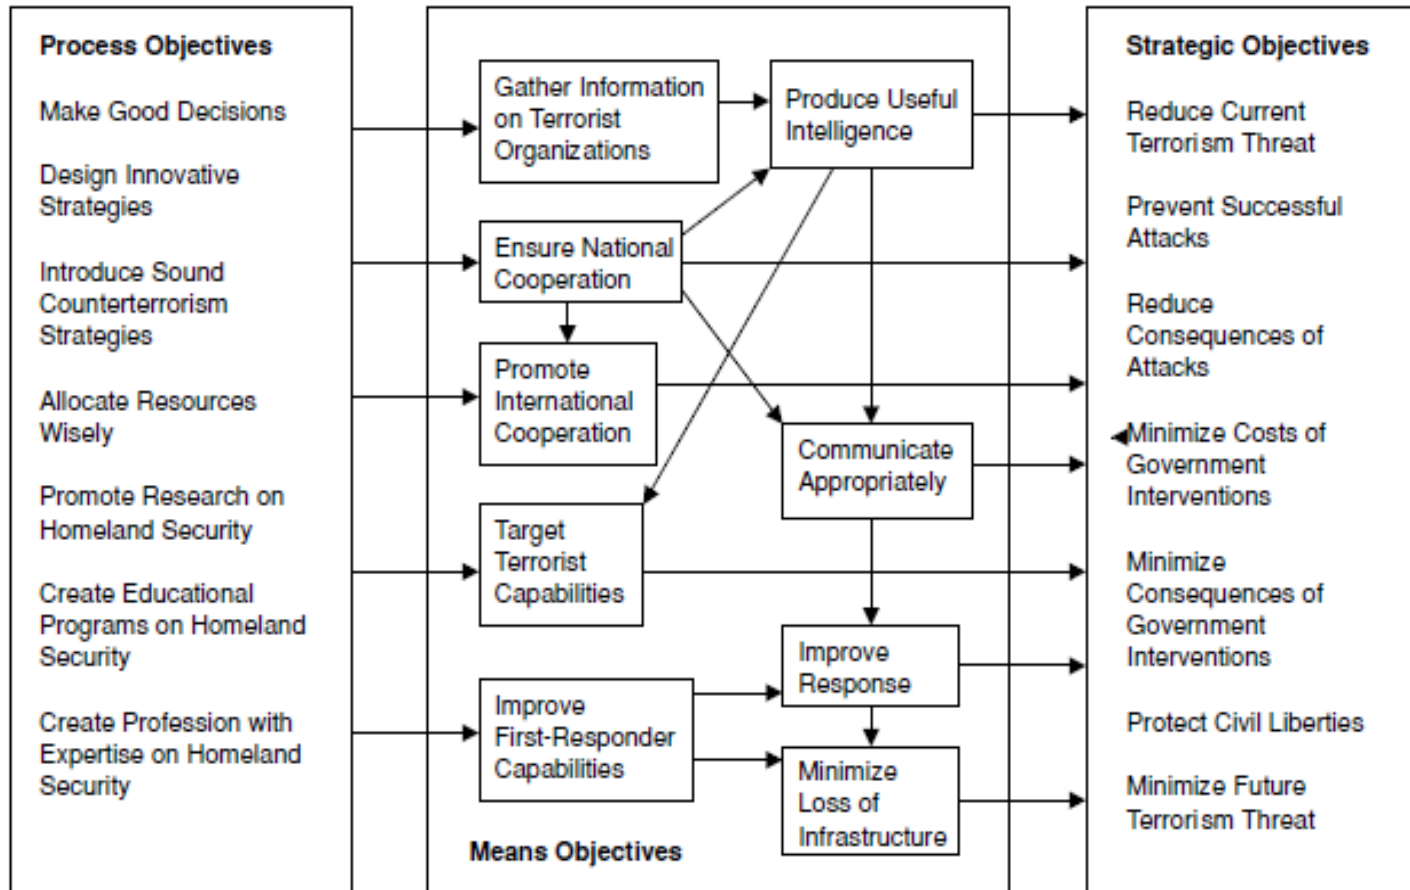 Process Objectives
Make Good Decisions
Design Innovative
Strategies
Introduce Sound
Counterterrorism
Strategies
Allocate Resources
Wisely
Promote Research on
Homeland Security
Create Educational
Programs on Homeland
Security
Create Profession with
Expertise on Homeland
Security
Gather Information
on Terrorist
Organizations
Produce Useful
Intelligence
Ensure National
Cooperation
Promote
International
Cooperation
Communicate
Appropriately
Target
Terrorist
Capabilities
Improve
Response
Improve
First-Responder
Capabilities
Minimize
Loss of
Infrastructure
Means Objectives
Strategic Objectives
Reduce Current
Terrorism Threat
Prevent Successful
Attacks
Reduce
Consequences of
Attacks
Minimize Costs of
Government
Interventions
Minimize
Consequences of
Government
Interventions
Protect Civil Liberties
Minimize Future
Terrorism Threat